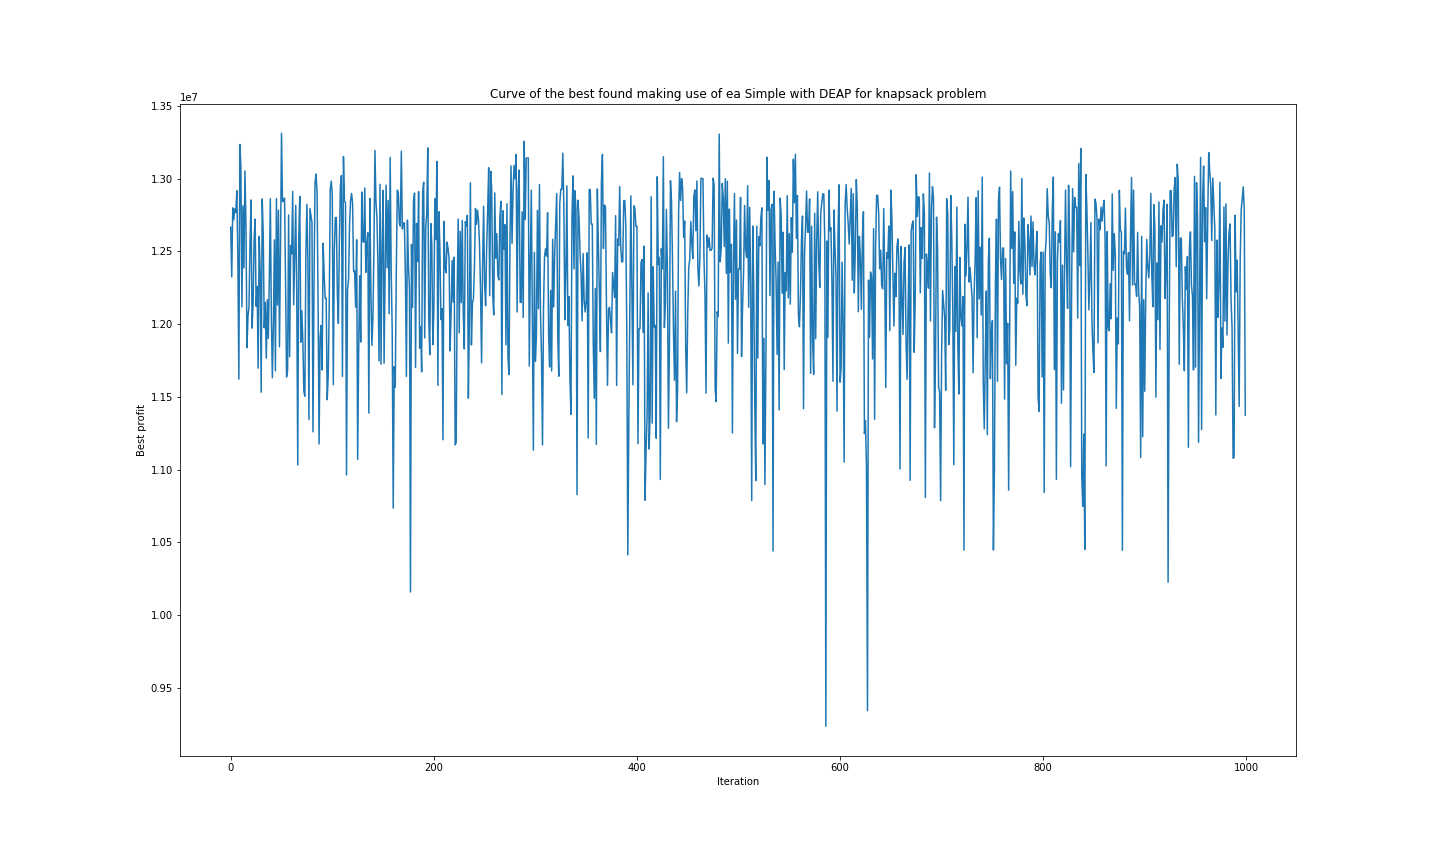 Curve of the best found making use of ea Simple with DEAP for knapsack problem
1e7
1.35
1.30
1.25
1.20
1.15
1.10
1.05
1.00
0.95
Best profit
0 200 400 600 800 1000
Iteration